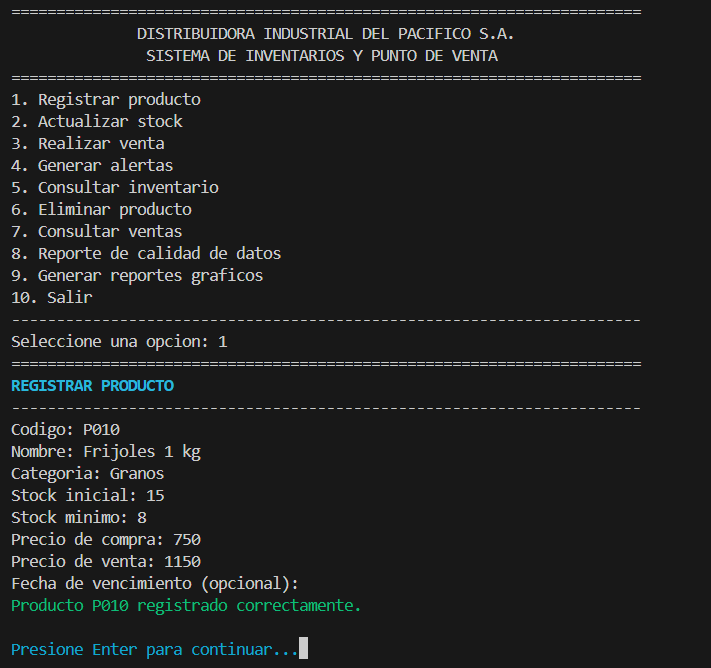 ======================================================================
DISTRIBUIDORA INDUSTRIAL DEL PACIFICO S.A.
SISTEMA DE INVENTARIOS Y PUNTO DE VENTA
======================================================================
1. Registrar producto
2. Actualizar stock
3. Realizar venta
4. Generar alertas
5. Consultar inventario
6. Eliminar producto
7. Consultar ventas
8. Reporte de calidad de datos
9. Generar reportes graficos
10. Salir
----------------------------------------------------------------------
Seleccione una opcion: 1
======================================================================
REGISTRAR PRODUCTO
----------------------------------------------------------------------
Codigo: P010
Nombre: Frijoles 1 kg
Categoria: Granos
Stock inicial: 15
Stock minimo: 8
Precio de compra: 750
Precio de venta: 1150
Fecha de vencimiento (opcional):
Producto P010 registrado correctamente.
Presione Enter para continuar...